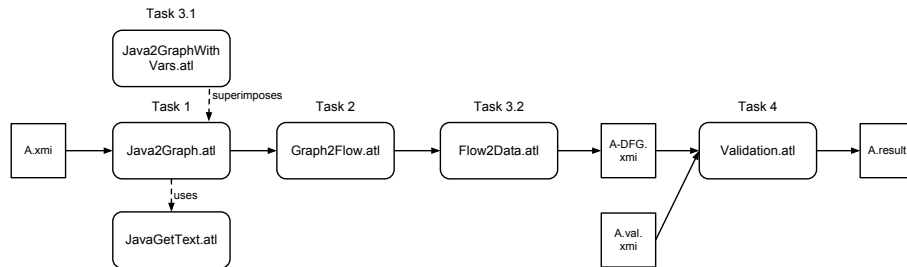 Task 3.1
Java2GraphWith
Vars.atl
superimposes
Task 1
Task 2
Task 3.2
Task 4
A.xmi
Java2Graph.atl
Graph2Flow.atl
Flow2Data.atl
A-DFG.
xmi
Validation.atl
A.result
uses
JavaGetText.atl
A.val.
xmi